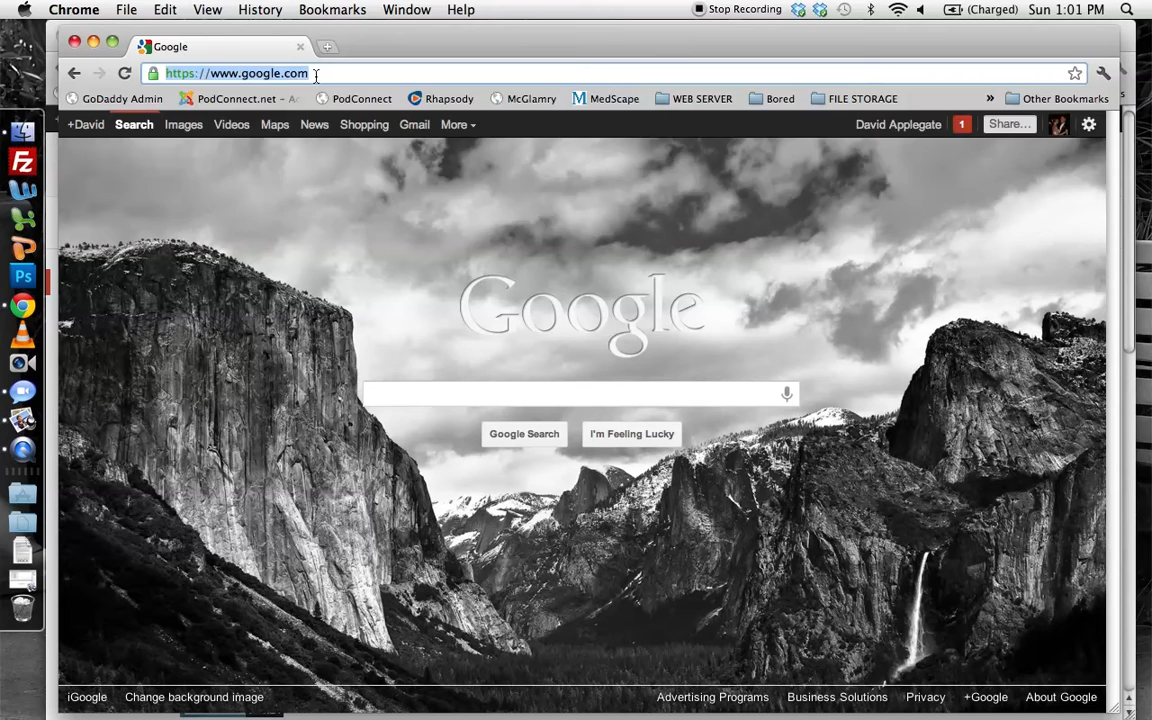 Chrome File Edit View History Bookmarks Window Help Stop Recording (Charged) Sun 1:01 PM
Google
https://www.google.com
GoDaddy Admin PodConnect.net - Ac PodConnect Rhapsody McGlamry MedScape WEB SERVER Bored FILE STORAGE » Other Bookmarks
+David Search Images Videos Maps News Shopping Gmail More David Applegate 1 Share...
Fz
Ps
Google
Google Search I'm Feeling Lucky
iGoogle Change background image Advertising Programs Business Solutions Privacy +Google About Google